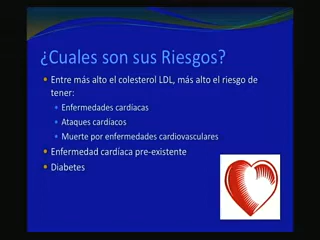 ¿Cuales son sus Riesgos?
Entre más alto el colesterol LDL, más alto el riesgo de
tener:
Enfermedades cardiacas
Ataques cardíacos
Muerte por enfermedades cardiovasculares
Enfermedad cardíaca pre-existente
Diabetes